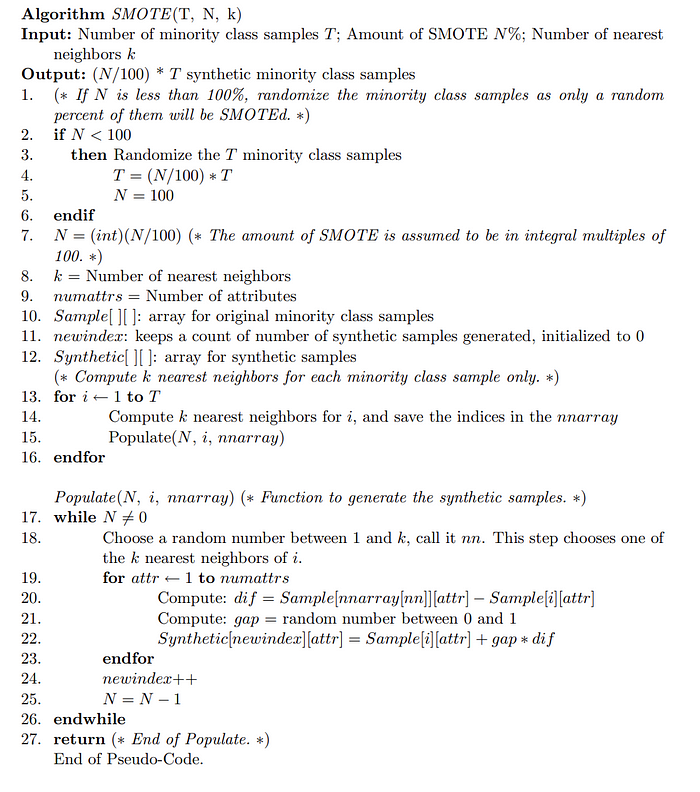 Algorithm SMOTE(T, N, k)
Input: Number of minority class samples T; Amount of SMOTE N%; Number of nearest
neighbors k
Output: (N/100) * T synthetic minority class samples
1. (∗ If N is less than 100%, randomize the minority class samples as only a random
percent of them will be SMOTEd. ∗)
2. if N < 100
3. then Randomize the T minority class samples
4. T = (N/100) ∗ T
5. N = 100
6. endif
7. N = (int)(N/100) (∗ The amount of SMOTE is assumed to be in integral multiples of
100. ∗)
8. k = Number of nearest neighbors
9. numattrs = Number of attributes
10. Sample[ ][ ]: array for original minority class samples
11. newindex: keeps a count of number of synthetic samples generated, initialized to 0
12. Synthetic[ ][ ]: array for synthetic samples
(∗ Compute k nearest neighbors for each minority class sample only. ∗)
13. for i ← 1 to T
14. Compute k nearest neighbors for i, and save the indices in the nnarray
15. Populate(N, i, nnarray)
16. endfor
Populate(N, i, nnarray) (∗ Function to generate the synthetic samples. ∗)
17. while N ≠ 0
18. Choose a random number between 1 and k, call it nn. This step chooses one of
the k nearest neighbors of i.
19. for attr ← 1 to numattrs
20. Compute: dif = Sample[nnarray[nn]][attr] − Sample[i][attr]
21. Compute: gap = random number between 0 and 1
22. Synthetic[newindex][attr] = Sample[i][attr] + gap ∗ dif
23. endfor
24. newindex++
25. N = N − 1
26. endwhile
27. return (∗ End of Populate. ∗)
End of Pseudo-Code.